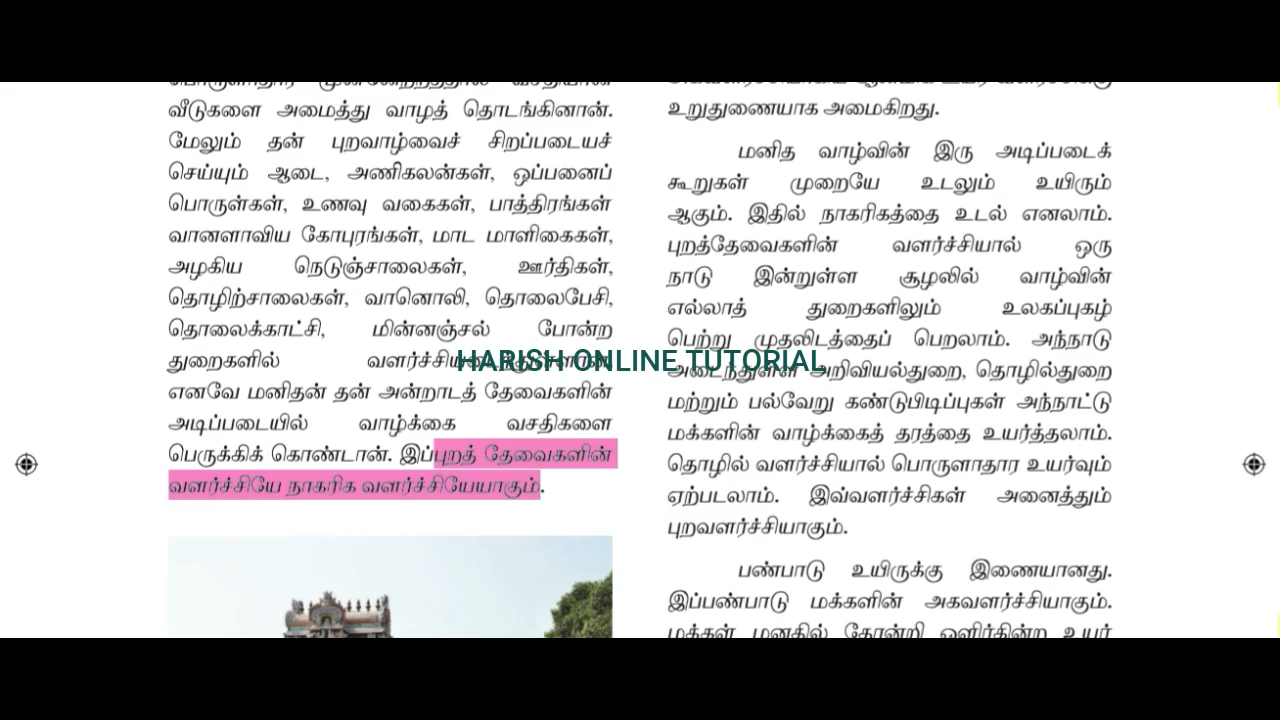 வீடுகளை அமைத்து வாழத் தொடங்கினான்.
மேலும் தன் புறவாழ்வைச் சிறப்படையச்
செய்யும் ஆடை, அணிகலன்கள், ஒப்பனைப்
பொருள்கள், உணவு வகைகள், பாத்திரங்கள்
வானளாவிய கோபுரங்கள், மாட மாளிகைகள்,
அழகிய நெடுஞ்சாலைகள், ஊர்திகள்,
தொழிற்சாலைகள், வானொலி, தொலைபேசி,
தொலைக்காட்சி, மின்னஞ்சல் போன்ற
துறைகளில்
எனவே மனிதன் தன் அன்றாடத் தேவைகளின்
அடிப்படையில் வாழ்க்கை வசதிகளை
பெருக்கிக் கொண்டான். இப்புறத் தேவைகளின்
வளர்ச்சியே நாகரிக வளர்ச்சியேயாகும்.
உறுதுணையாக அமைகிறது.
மனித வாழ்வின் இரு அடிப்படைக்
கூறுகள் முறையே உடலும் உயிரும்
ஆகும். இதில் நாகரிகத்தை உடல் எனலாம்.
புறத்தேவைகளின் வளர்ச்சியால் ஒரு
நாடு இன்றுள்ள சூழலில் வாழ்வின்
எல்லாத் துறைகளிலும் உலகப்புகழ்
பெற்று முதலிடத்தைப் பெறலாம். அந்நாடு
அடைந்துள்ள அறிவியல்துறை, தொழில்துறை
மற்றும் பல்வேறு கண்டுபிடிப்புகள் அந்நாட்டு
மக்களின் வாழ்க்கைத் தரத்தை உயர்த்தலாம்.
தொழில் வளர்ச்சியால் பொருளாதார உயர்வும்
ஏற்படலாம். இவ்வளர்ச்சிகள் அனைத்தும்
புறவளர்ச்சியாகும்.
பண்பாடு உயிருக்கு இணையானது.
இப்பண்பாடு மக்களின் அகவளர்ச்சியாகும்.
HARISH ONLINE TUTORIAL